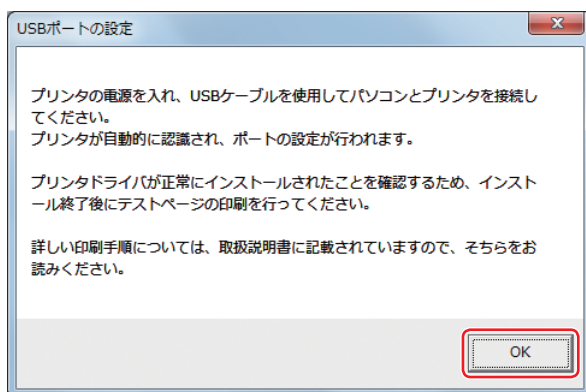 USBポートの設定
プリンタの電源を入れ、USBケーブルを使用してパソコンとプリンタを接続し
てください。
プリンタが自動的に認識され、ポートの設定が行われます。
プリンタドライバが正常にインストールされたことを確認するため、インスト
ール終了後にテストページの印刷を行ってください。
詳しい印刷手順については、取扱説明書に記載されていますので、そちらをお
読みください。
OK